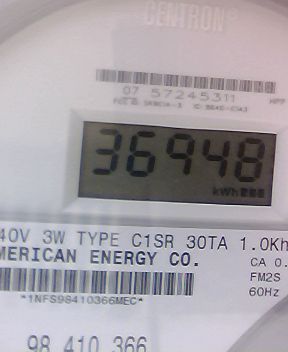 CENTRON®
07 57245311
36948
kWh
40V 3W TYPE C1SR 30TA 1.0Kh
MERICAN ENERGY CO.
CA 0.
FM2S
60Hz
*1NFS98410366MEC*
98 410 366